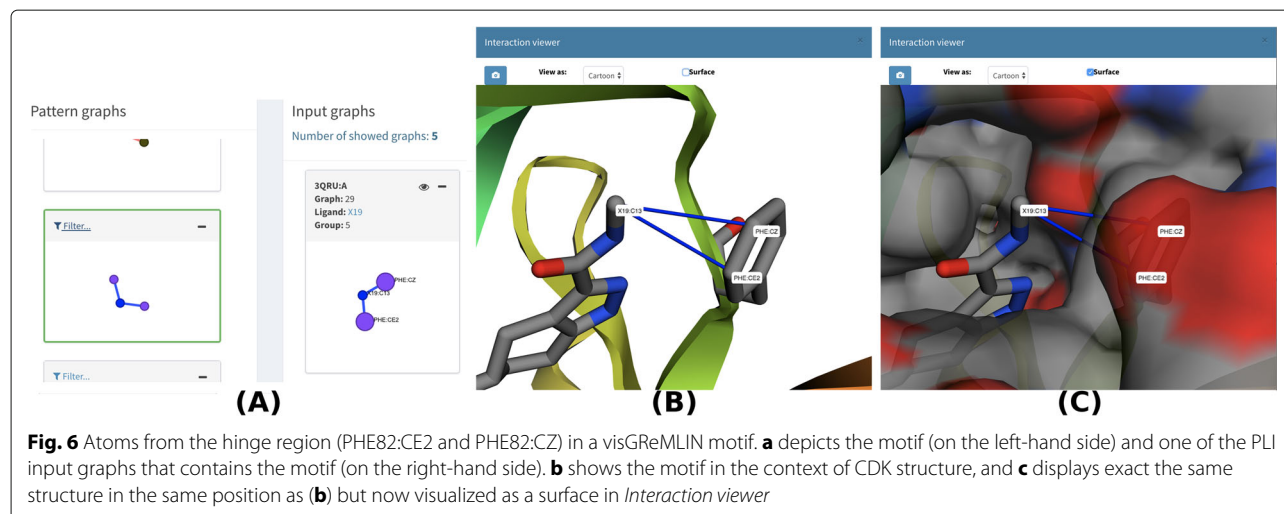 Pattern graphs
Filter...
Filter...
(A)
Input graphs
Number of showed graphs: 5
3QRU:A
Graph: 29
Ligand: X19
Group: 5
PHE:CZ
X19:C13
PHE:CE2
Interaction viewer
×
View as:
Cartoon
Surface
X19:C13
PHE:CZ
PHE:CE2
(B)
Interaction viewer
×
View as:
Cartoon
Surface
X19:C13
PHE:CZ
PHE:CE2
(C)
Fig. 6 Atoms from the hinge region (PHE82:CE2 and PHE82:CZ) in a visGReMLIN motif. a depicts the motif (on the left-hand side) and one of the PLI
input graphs that contains the motif (on the right-hand side). b shows the motif in the context of CDK structure, and c displays exact the same
structure in the same position as (b) but now visualized as a surface in Interaction viewer